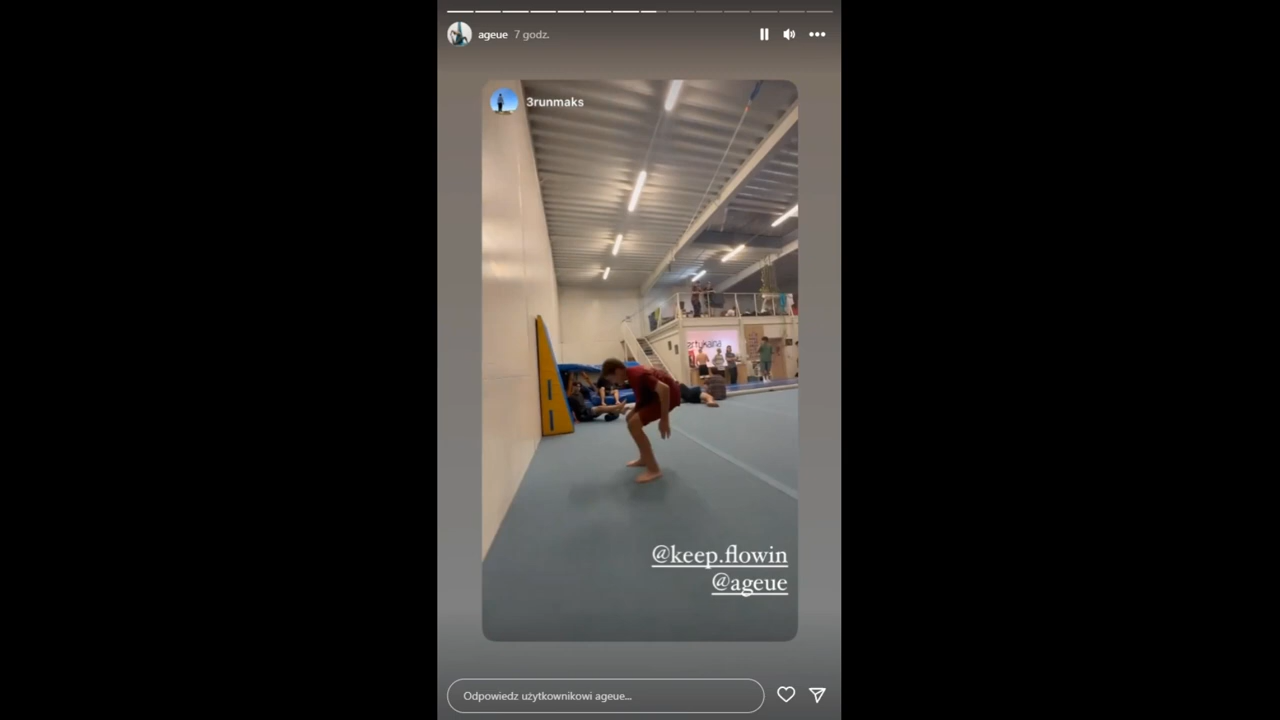 ageue 7 godz.
3runmaks
@keep.flowin
@ageue
Odpowiedz użytkownikowi ageue...